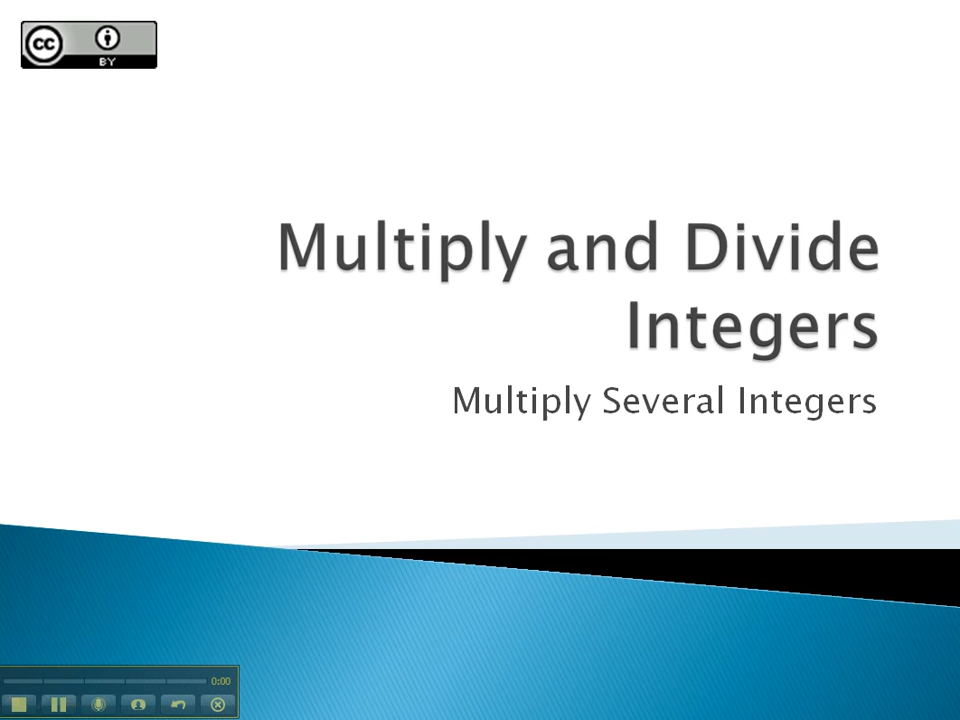 cc
BY
Multiply and Divide
Integers
Multiply Several Integers
0:00